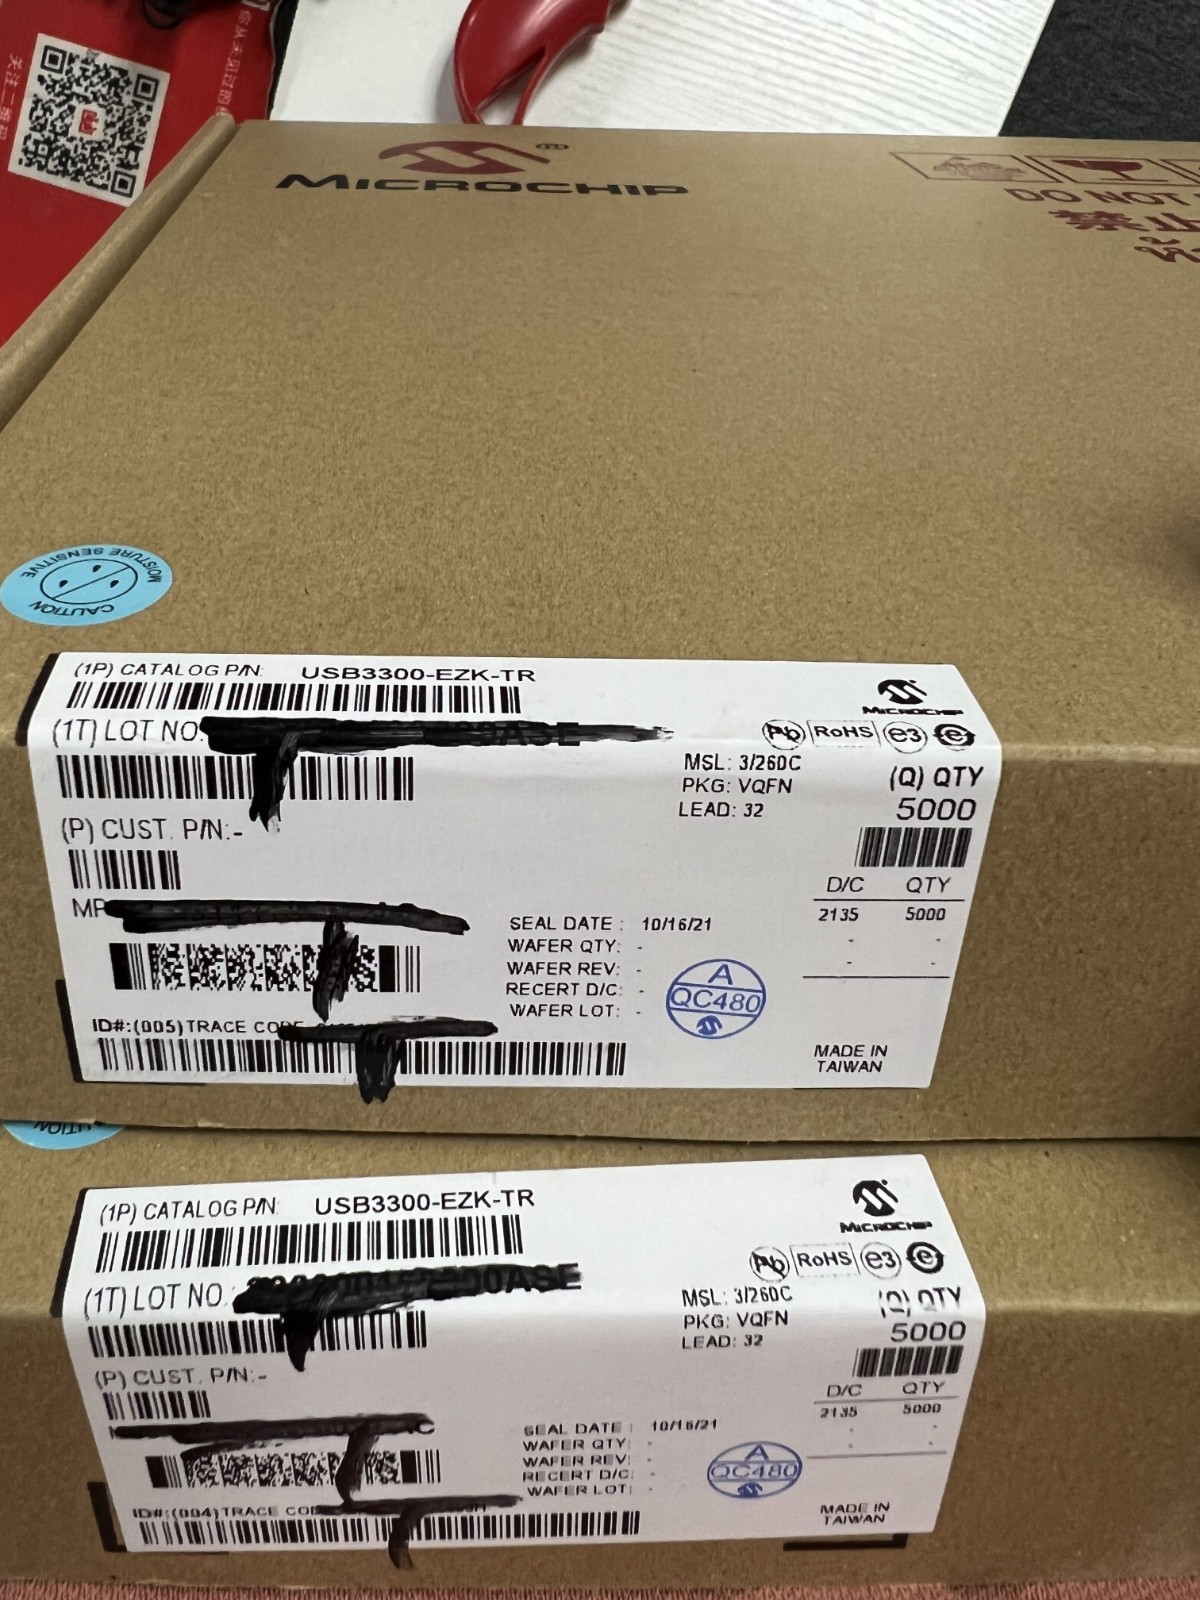 MICROCHIP
DO NOT
禁止
CAUTION
MOISTURE SENSITIVE
(1P) CATALOG P/N: USB3300-EZK-TR
MICROCHIP
(1T) LOT NO:
Pb RoHS e3 e
MSL: 3/260C
PKG: VQFN
LEAD: 32
(Q) QTY
5000
(P) CUST. P/N:-
D/C QTY
2135 5000
- -
- -
MP
SEAL DATE : 10/16/21
WAFER QTY: -
WAFER REV: -
RECERT D/C: -
WAFER LOT: -
A
QC480
ID#:(005)TRACE CODE
MADE IN
TAIWAN
(1P) CATALOG P/N: USB3300-EZK-TR
MICROCHIP
(1T) LOT NO.:
Pb RoHS e3 e
MSL: 3/260C
PKG: VQFN
LEAD: 32
(Q) QTY
5000
(P) CUST. P/N:-
D/C QTY
2135 5000
- -
- -
SEAL DATE : 10/16/21
WAFER QTY: -
WAFER REV: -
RECERT D/C: -
WAFER LOT: -
A
QC480
ID#:(004)TRACE CODE
MADE IN
TAIWAN